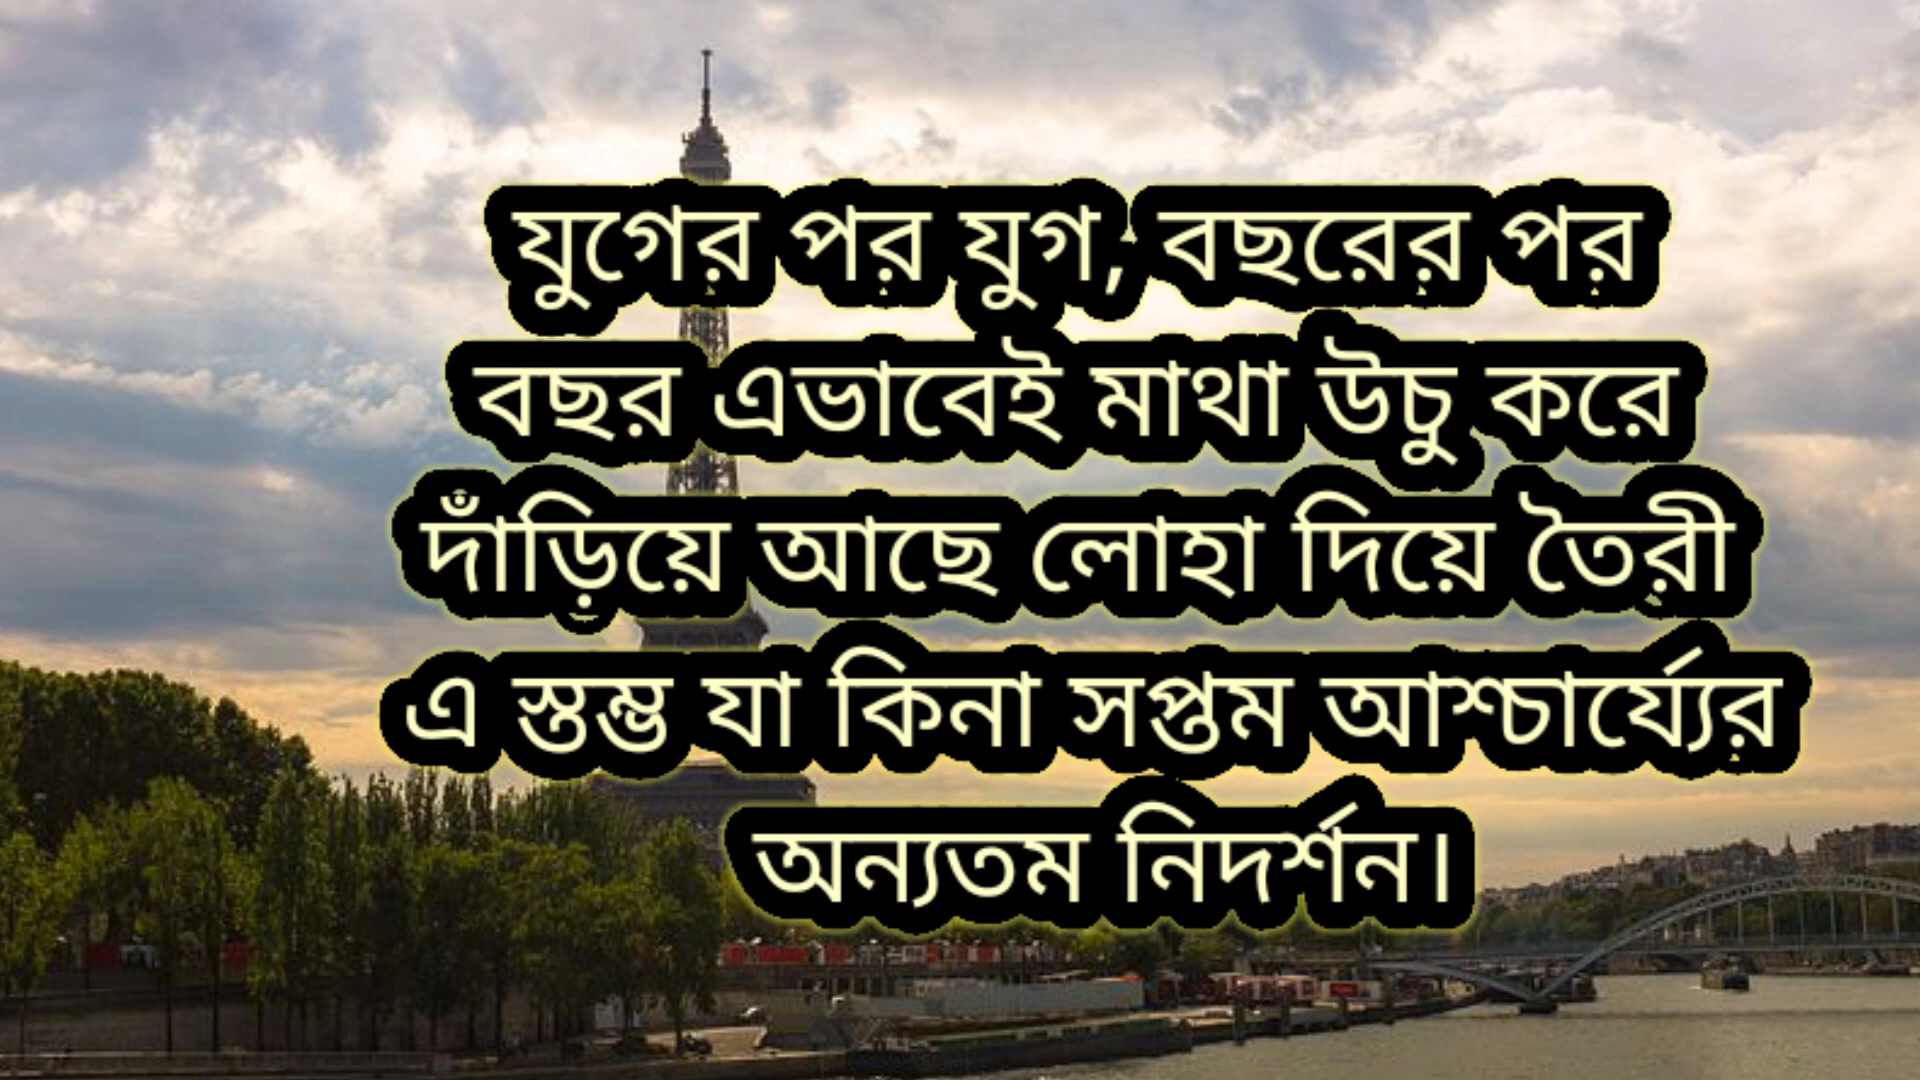 যুগের পর যুগ, বছরের পর
বছর এভাবেই মাথা উচু করে
দাঁড়িয়ে আছে লোহা দিয়ে তৈরী
এ স্তম্ভ যা কিনা সপ্তম আশ্চার্য্যের
অন্যতম নিদর্শন।